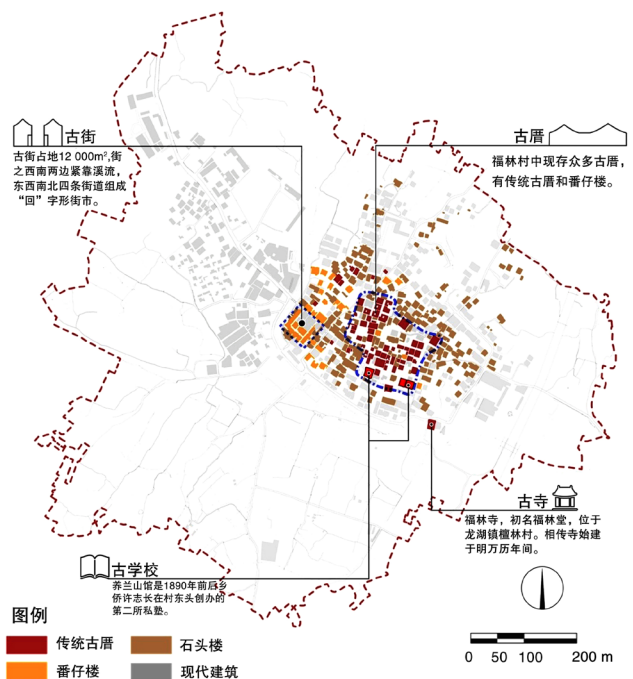 古街
古街占地12 000m²,街
之西南两边紧靠溪流,
东西南北四条街道组成
“回”字形街市。
古厝
福林村中现存众多古厝,
有传统古厝和番仔楼。
古寺
福林寺,初名福林堂,位于
龙湖镇檀林村。相传寺始建
于明万历年间。
古学校
养兰山馆是1890年前后乡
侨许志长在村东头创办的
第二所私塾。
图例
传统古厝
石头楼
番仔楼
现代建筑
0 50 100 200 m